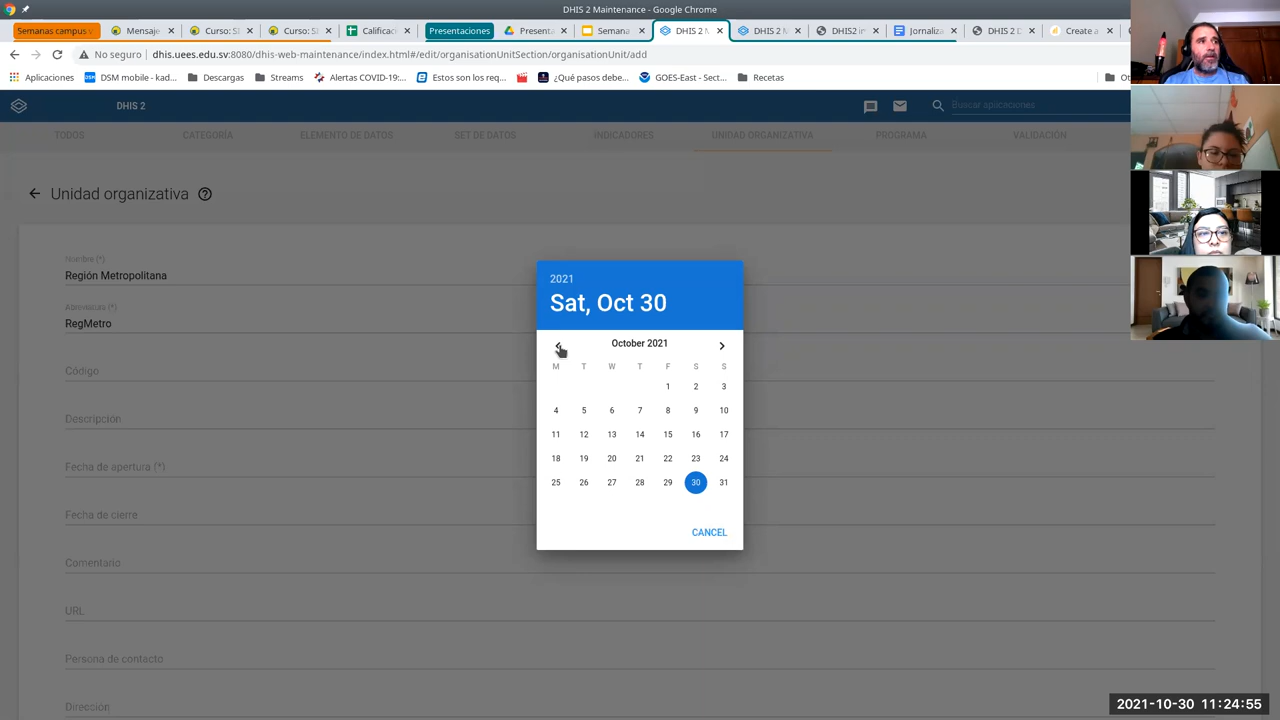 DHIS 2 Maintenance - Google Chrome
Semanas campus v
Mensaje
Curso: SI
Curso: SI
Calificac
Presentaciones
Present
Semana
DHIS 2 M
DHIS 2 M
DHIS2 in
Jornaliza
DHIS 2 D
Create a
No seguro
dhis.uees.edu.sv:8080/dhis-web-maintenance/index.html#/edit/organisationUnitSection/organisationUnit/add
Aplicaciones
DSM mobile - kad...
Descargas
Streams
Alertas COVID-19:...
Estos son los req...
¿Qué pasos debe...
GOES-East - Sect...
Recetas
DHIS 2
Buscar aplicaciones
TODOS CATEGORÍA ELEMENTO DE DATOS SET DE DATOS INDICADORES UNIDAD ORGANIZATIVA PROGRAMA VALIDACIÓN
Unidad organizativa
Nombre (*)
Región Metropolitana
Abreviatura (*)
RegMetro
Código
Descripción
Fecha de apertura (*)
Fecha de cierre
Comentario
URL
Persona de contacto
Dirección
2021
Sat, Oct 30
October 2021
M T W T F S S
1 2 3
4 5 6 7 8 9 10
11 12 13 14 15 16 17
18 19 20 21 22 23 24
25 26 27 28 29 30 31
CANCEL
2021-10-30 11:24:55